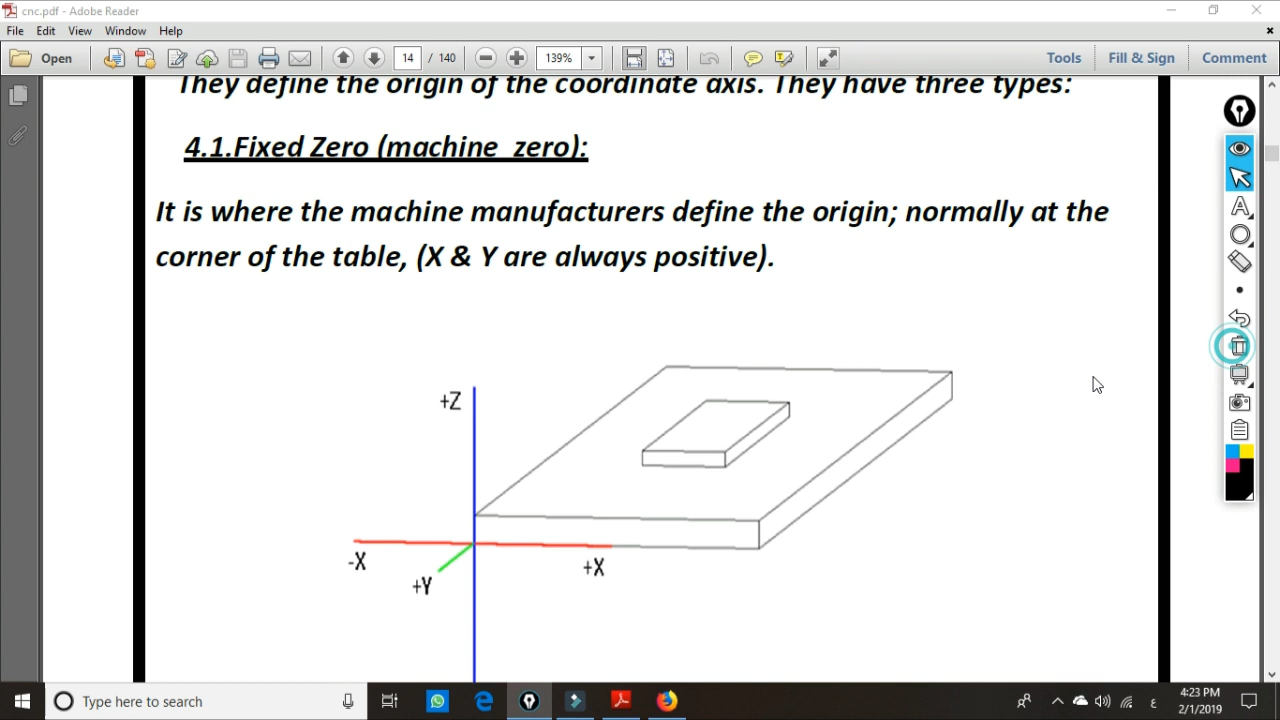 cnc.pdf - Adobe Reader
File Edit View Window Help
Open 14 / 140 139% Tools Fill & Sign Comment
They define the origin of the coordinate axis. They have three types:
4.1.Fixed Zero (machine zero):
It is where the machine manufacturers define the origin; normally at the
corner of the table, (X & Y are always positive).
+Z
-X
+X
+Y
Type here to search
ع
4:23 PM
2/1/2019